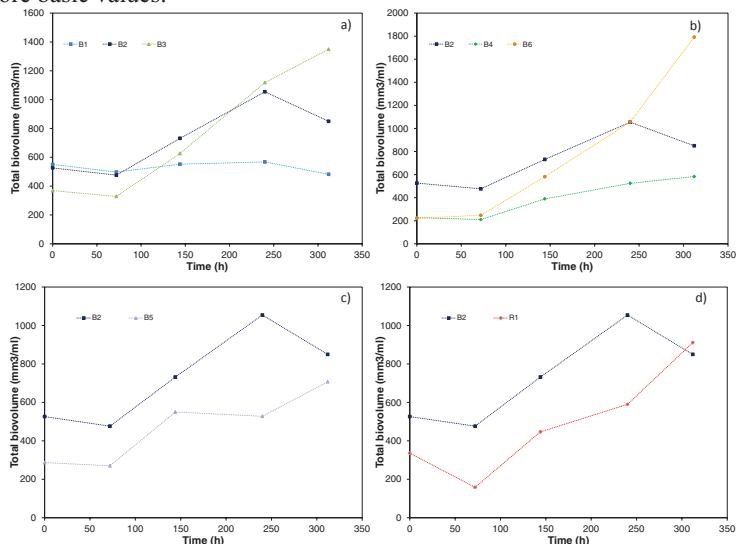 ore basic values.
a)
B1 B2 B3
Total biovolume (mm3/ml)
1600
1400
1200
1000
800
600
400
200
0
0 50 100 150 200 250 300 350
Time (h)
b)
B2 B4 B6
Total biovolume (mm3/ml)
2000
1800
1600
1400
1200
1000
800
600
400
200
0
0 50 100 150 200 250 300 350
Time (h)
c)
B2 B5
Total biovolume (mm3/ml)
1200
1000
800
600
400
200
0
0 50 100 150 200 250 300 350
Time (h)
d)
B2 R1
Total biovolume (mm3/ml)
1200
1000
800
600
400
200
0
0 50 100 150 200 250 300 350
Time (h)